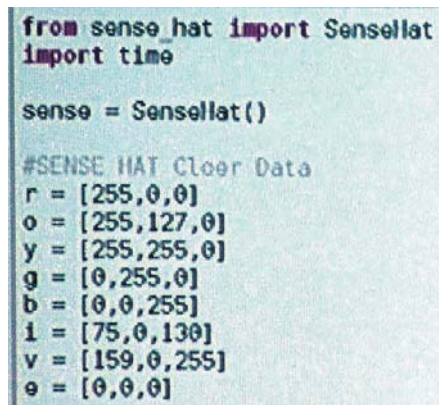 from sense_hat import SenseHat
import time
sense = SenseHat()
#SENSE HAT Cloer Data
r = [255,0,0]
o = [255,127,0]
y = [255,255,0]
g = [0,255,0]
b = [0,0,255]
i = [75,0,130]
v = [159,0,255]
e = [0,0,0]